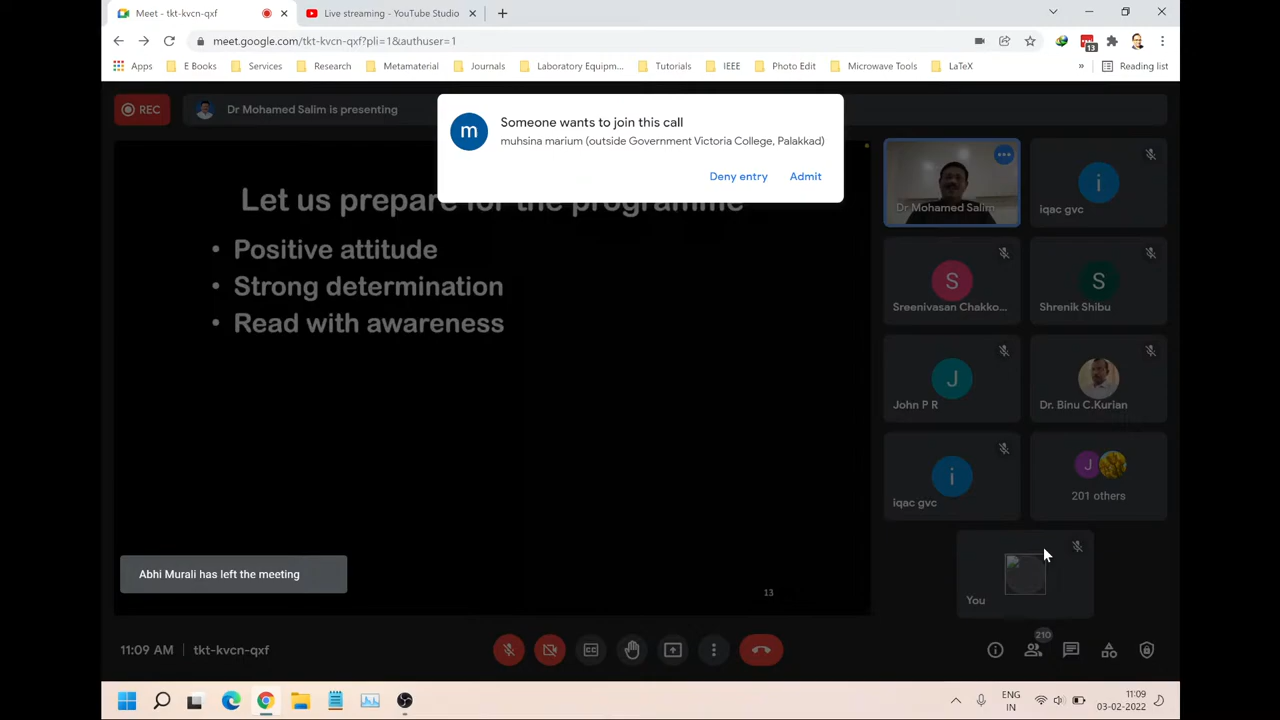 Meet - tkt-kvcn-qxf
Live streaming - YouTube Studio
meet.google.com/tkt-kvcn-qxf?pli=1&authuser=1
13
Apps
E Books
Services
Research
Metamaterial
Journals
Laboratory Equipm...
Tutorials
IEEE
Photo Edit
Microwave Tools
LaTeX
»
Reading list
REC
Dr Mohamed Salim is presenting
m
Someone wants to join this call
muhsina marium (outside Government Victoria College, Palakkad)
Deny entry
Admit
Let us prepare for the programme
• Positive attitude
• Strong determination
• Read with awareness
13
Dr Mohamed Salim
i
iqac gvc
S
Sreenivasan Chakko...
S
Shrenik Shibu
J
John P R
Dr. Binu C.Kurian
i
iqac gvc
J
201 others
You
Abhi Murali has left the meeting
11:09 AM | tkt-kvcn-qxf
CC
210
ENG
IN
11:09
03-02-2022